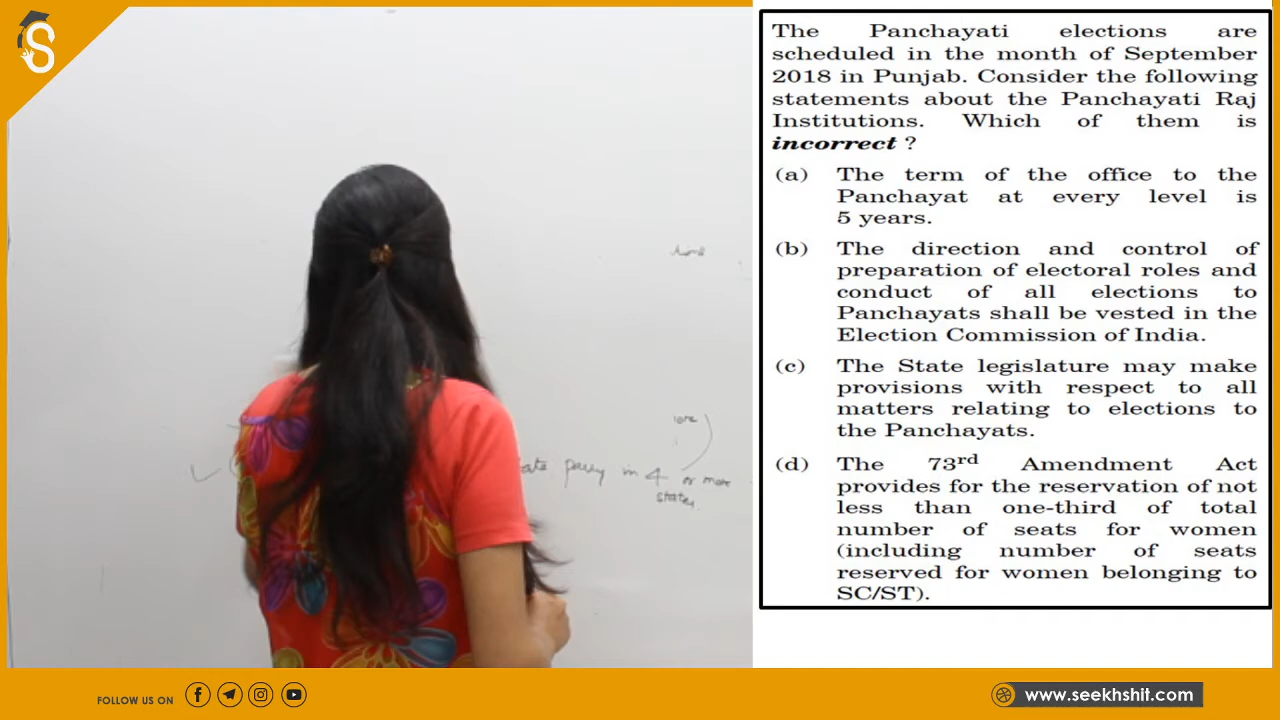 S
The Panchayati elections are
scheduled in the month of September
2018 in Punjab. Consider the following
statements about the Panchayati Raj
Institutions. Which of them is
incorrect ?
(a) The term of the office to the
Panchayat at every level is
5 years.
(b) The direction and control of
preparation of electoral roles and
conduct of all elections to
Panchayats shall be vested in the
Election Commission of India.
(c) The State legislature may make
provisions with respect to all
matters relating to elections to
the Panchayats.
(d) The 73rd Amendment Act
provides for the reservation of not
less than one-third of total
number of seats for women
(including number of seats
reserved for women belonging to
SC/ST).
party in 4 or more
states.
FOLLOW US ON
www.seekhshit.com